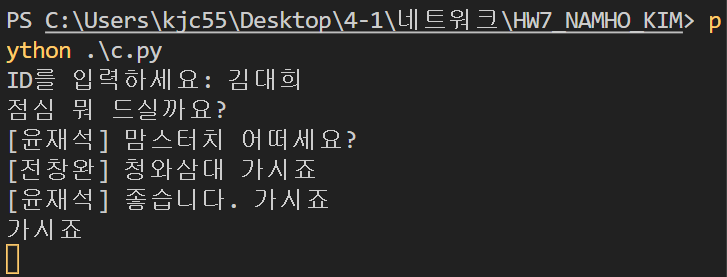 PS C:\Users\kjc55\Desktop\4-1\네트워크\HW7_NAMHO_KIM> p
ython .\c.py
ID를 입력하세요: 김대희
점심 뭐 드실까요?
[윤재석] 맘스터치 어떠세요?
[전창완] 청와삼대 가시죠
[윤재석] 좋습니다. 가시죠
가시죠